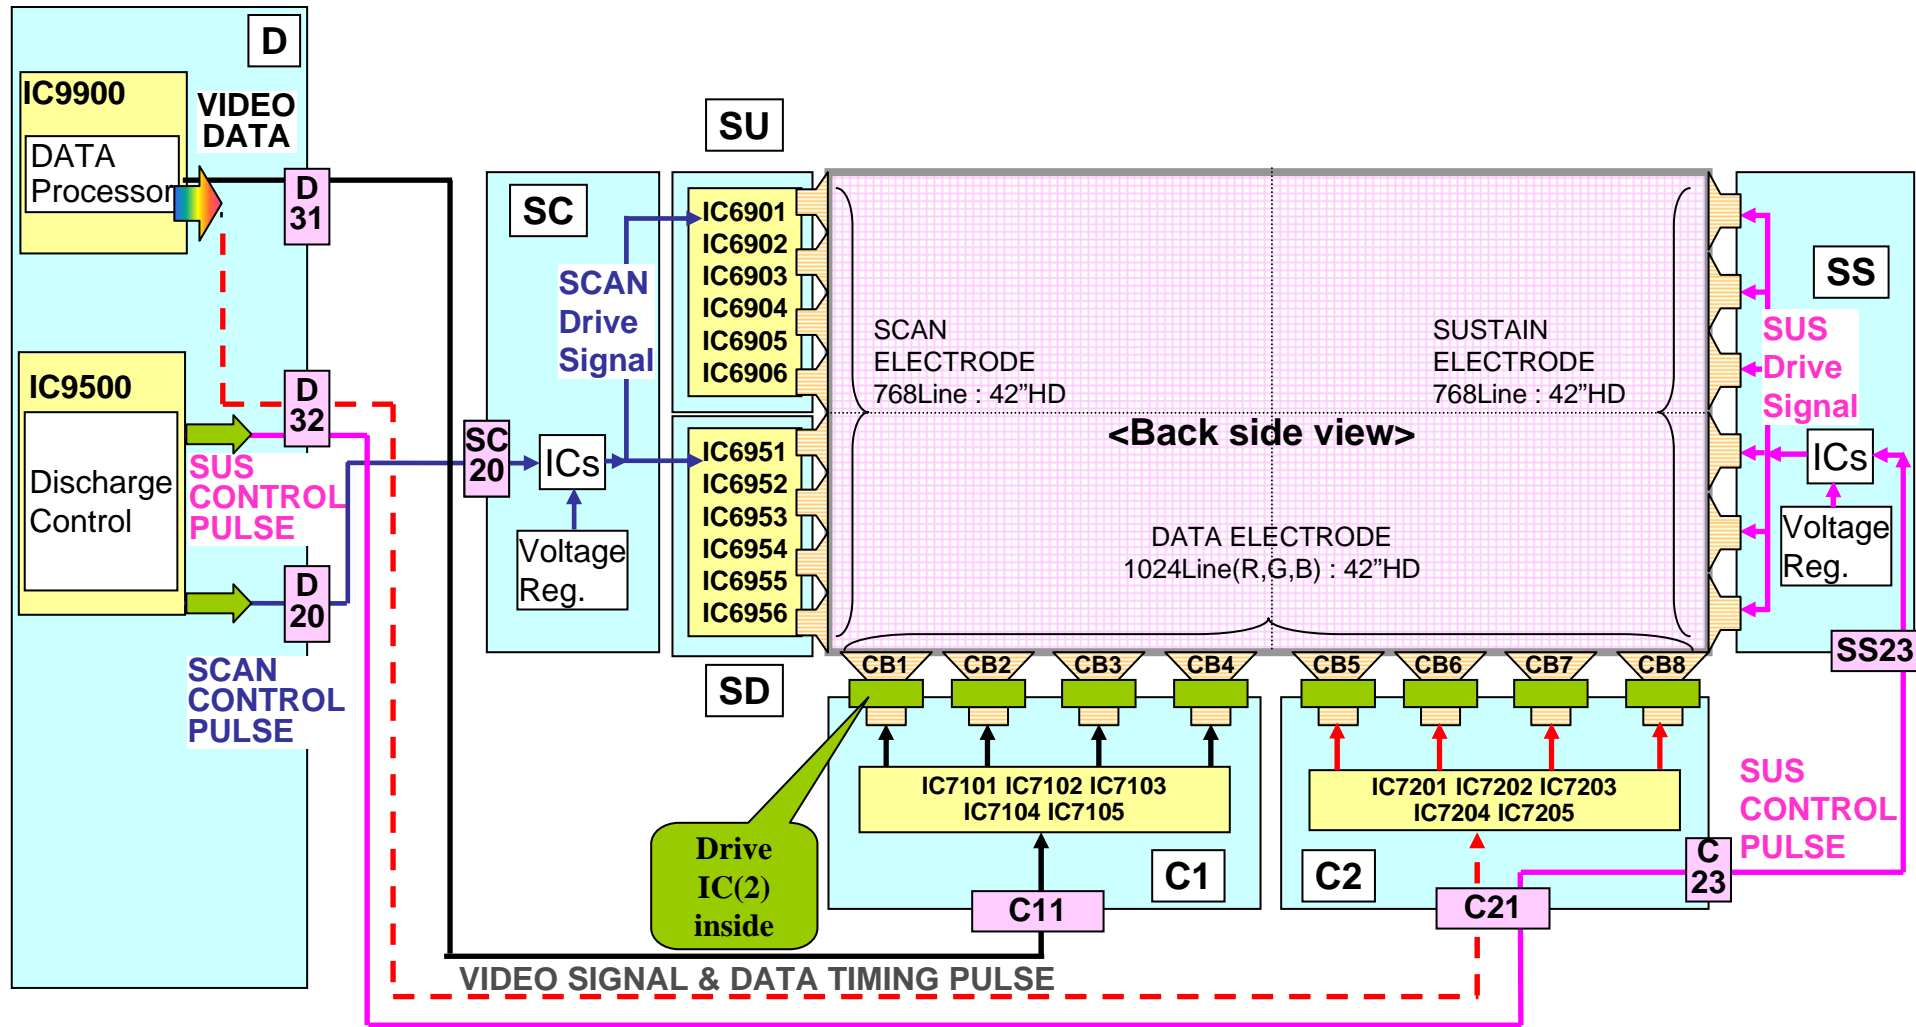 D
IC9900
VIDEO
DATA
DATA
Processor
D
31
IC9500
Discharge
Control
D
32
SUS
CONTROL
PULSE
D
20
SCAN
CONTROL
PULSE
SC
SCAN
Drive
Signal
SC
20
ICs
Voltage
Reg.
SU
IC6901
IC6902
IC6903
IC6904
IC6905
IC6906
IC6951
IC6952
IC6953
IC6954
IC6955
IC6956
SD
SCAN
ELECTRODE
768Line : 42”HD
SUSTAIN
ELECTRODE
768Line : 42”HD
<Back side view>
DATA ELECTRODE
1024Line(R,G,B) : 42”HD
SS
SUS
Drive
Signal
ICs
Voltage
Reg.
SS23
CB1 CB2 CB3 CB4 CB5 CB6 CB7 CB8
IC7101 IC7102 IC7103
IC7104 IC7105
IC7201 IC7202 IC7203
IC7204 IC7205
Drive
IC(2)
inside
C1
C11
C2
C21
C
23
SUS
CONTROL
PULSE
VIDEO SIGNAL & DATA TIMING PULSE